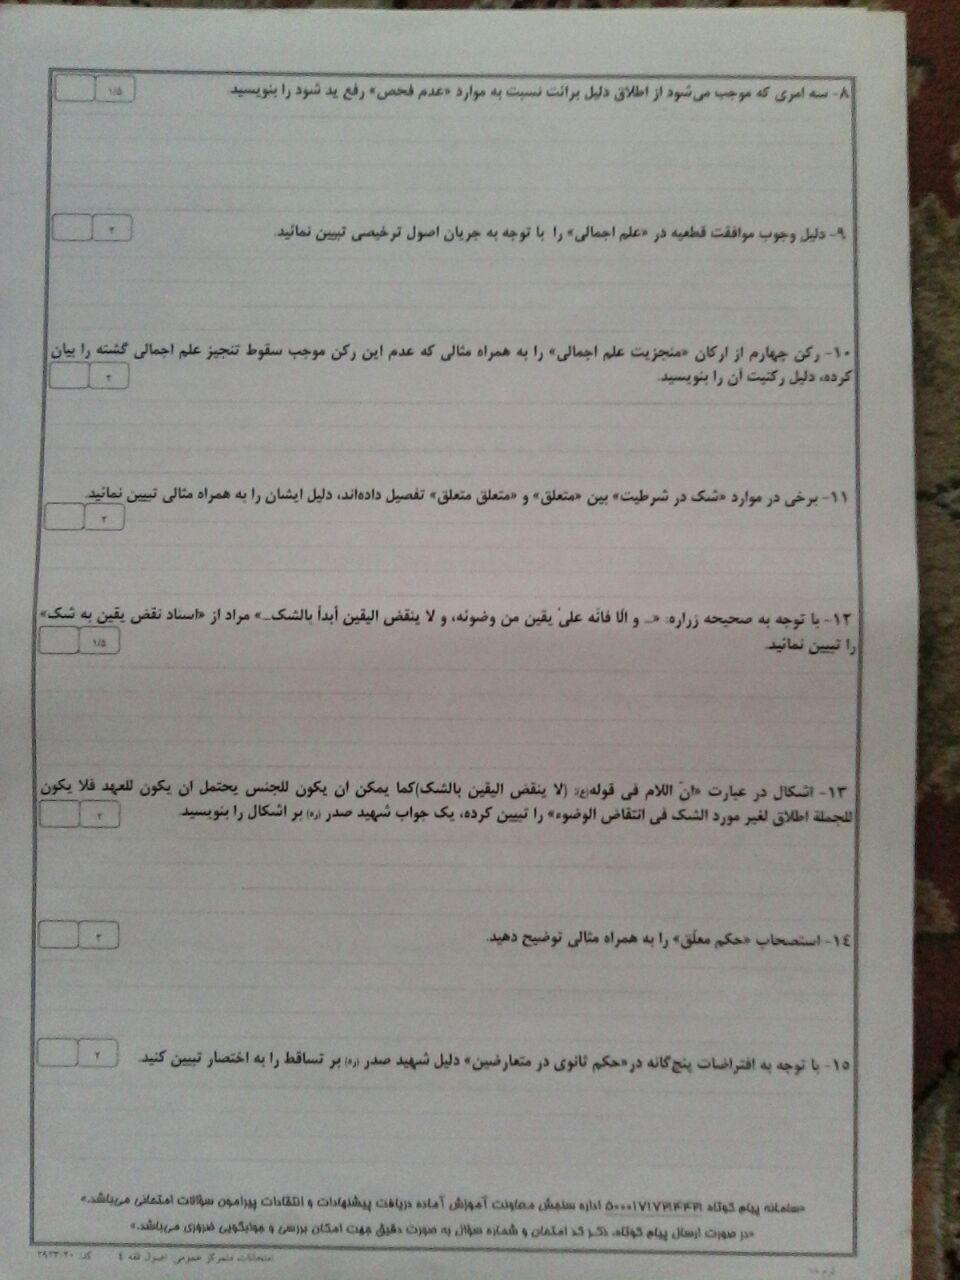 ۸- سه امری که موجب می‌شود از اطلاق دلیل برائت نسبت به موارد «عدم فحص» رفع ید شود را بنویسید.
۱/۵
۹- دلیل وجوب موافقت قطعیه در «علم اجمالی» را با توجه به جریان اصول ترخیصی تبیین نمائید.
۲
۱۰- رکن چهارم از ارکان «منجزیت علم اجمالی» را به همراه مثالی که عدم این رکن موجب سقوط تنجیز علم اجمالی گشته را بیان
کرده، دلیل رکنیت آن را بنویسید.
۲
۱۱- برخی در موارد «شک در شرطیت» بین «متعلق» و «متعلق متعلق» تفصیل داده‌اند، دلیل ایشان را به همراه مثالی تبیین نمائید.
۲
۱۲- با توجه به صحیحه زراره: «... و الّا فانّه علیٰ یقین من وضوئه، و لا ینقض الیقین أبداً بالشک...» مراد از «اسناد نقض یقین به شک»
را تبیین نمائید.
۱/۵
۱۳- اشکال در عبارت «انّ اللام فی قوله(ع): (لا ینقض الیقین بالشک)کما یمکن ان یکون للجنس یحتمل ان یکون للعهد فلا یکون
للجملة اطلاق لغیر مورد الشک فی انتقاض الوضوء» را تبیین کرده، یک جواب شهید صدر (ره) بر اشکال را بنویسید.
۲
۱۴- استصحاب «حکم معلّق» را به همراه مثالی توضیح دهید.
۲
۱۵- با توجه به افتراضات پنج‌گانه در«حکم ثانوی در متعارضین» دلیل شهید صدر (ره) بر تساقط را به اختصار تبیین کنید.
۲
«سامانه پیام کوتاه اداره سنجش معاونت آموزش آماده دریافت پیشنهادات و انتقادات پیرامون سؤالات امتحانی می‌باشد.»
«در صورت ارسال پیام کوتاه، ذکر کد امتحان و شماره سؤال به صورت دقیق جهت امکان بررسی و جوابگویی ضروری می‌باشد.»
امتحانات متمرکز عمومی، اصول فقه ۴ کد: ۲۹۲۳۰۲۰